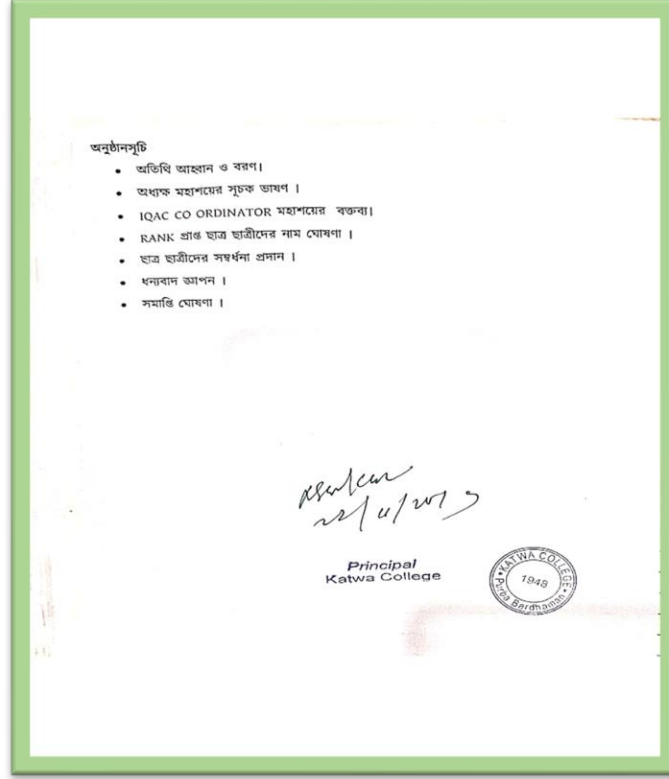 অনুষ্ঠানসূচি
• অতিথি আহ্বান ও বরণ।
• অধ্যক্ষ মহাশয়ের সূচক ভাষণ ।
• IQAC CO ORDINATOR মহাশয়ের বক্তব্য।
• RANK প্রাপ্ত ছাত্র ছাত্রীদের নাম ঘোষণা ।
• ছাত্র ছাত্রীদের সম্বর্ধনা প্রদান ।
• ধন্যবাদ জ্ঞাপন ।
• সমাপ্তি ঘোষণা ।
Principal
Katwa College
KATWA COLLEGE
1948
Purba Bardhaman